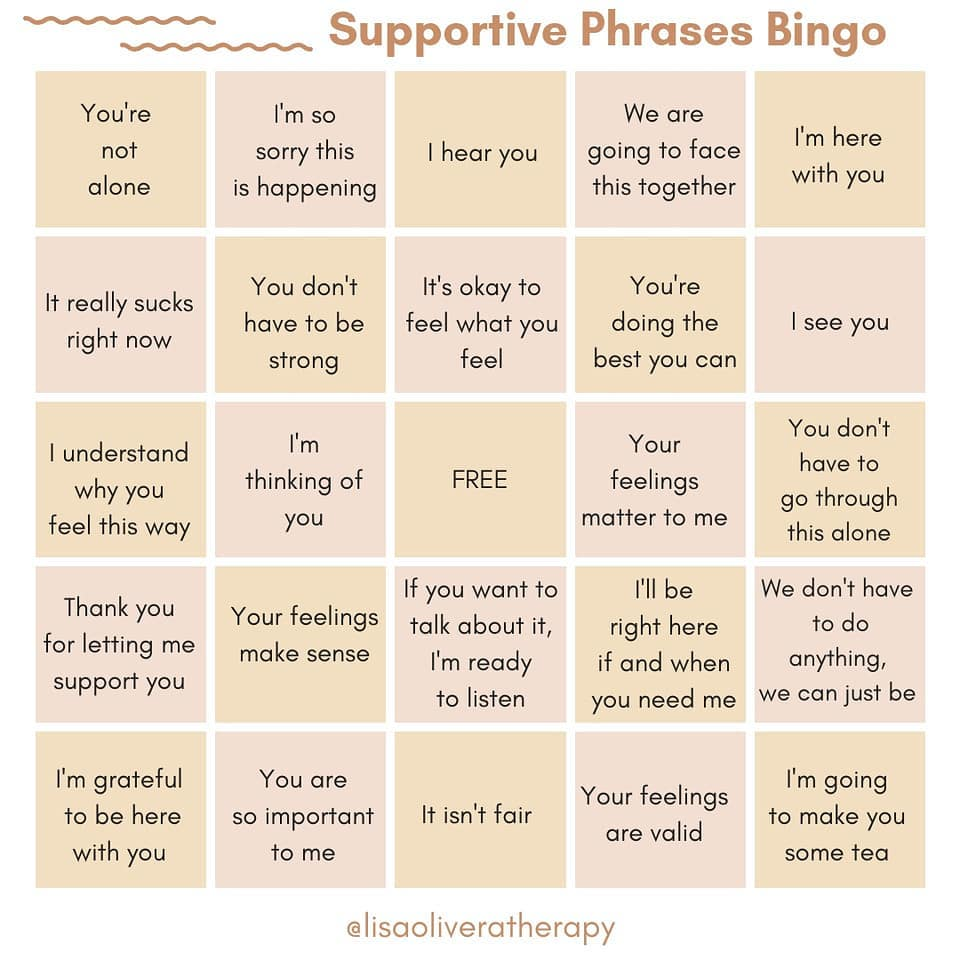 Supportive Phrases Bingo
You're
not
alone
I'm so
sorry this
is happening
I hear you
We are
going to face
this together
I'm here
with you
It really sucks
right now
You don't
have to be
strong
It's okay to
feel what you
feel
You're
doing the
best you can
I see you
I understand
why you
feel this way
I'm
thinking of
you
FREE
Your
feelings
matter to me
You don't
have to
go through
this alone
Thank you
for letting me
support you
Your feelings
make sense
If you want to
talk about it,
I'm ready
to listen
I'll be
right here
if and when
you need me
We don't have
to do
anything,
we can just be
I'm grateful
to be here
with you
You are
so important
to me
It isn't fair
Your feelings
are valid
I'm going
to make you
some tea
@lisaoliveratherapy